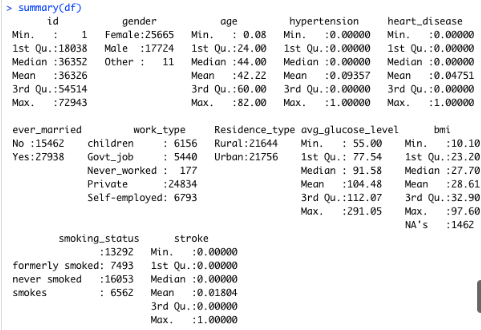 > summary(df)
id gender age hypertension heart_disease
Min. : 1 Female:25665 Min. : 0.08 Min. :0.00000 Min. :0.00000
1st Qu.:18038 Male :17724 1st Qu.:24.00 1st Qu.:0.00000 1st Qu.:0.00000
Median :36352 Other : 11 Median :44.00 Median :0.00000 Median :0.00000
Mean :36326 Mean :42.22 Mean :0.09357 Mean :0.04751
3rd Qu.:54514 3rd Qu.:60.00 3rd Qu.:0.00000 3rd Qu.:0.00000
Max. :72943 Max. :82.00 Max. :1.00000 Max. :1.00000
ever_married work_type Residence_type avg_glucose_level bmi
No :15462 children : 6156 Rural:21644 Min. : 55.00 Min. :10.10
Yes:27938 Govt_job : 5440 Urban:21756 1st Qu.: 77.54 1st Qu.:23.20
Never_worked : 177 Median : 91.58 Median :27.70
Private :24834 Mean :104.48 Mean :28.61
Self-employed: 6793 3rd Qu.:112.07 3rd Qu.:32.90
Max. :291.05 Max. :97.60
NA's :1462
smoking_status stroke
:13292 Min. :0.00000
formerly smoked: 7493 1st Qu.:0.00000
never smoked :16053 Median :0.00000
smokes : 6562 Mean :0.01804
3rd Qu.:0.00000
Max. :1.00000